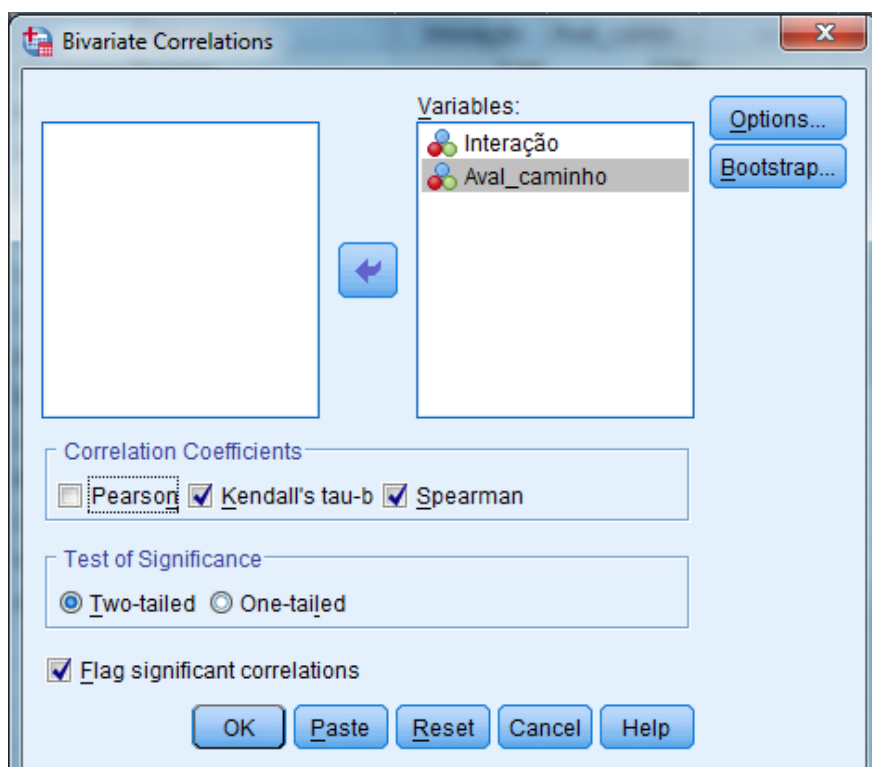 Bivariate Correlations
Variables:
Interação
Aval_caminho
Options...
Bootstrap...
Correlation Coefficients
Pearson Kendall's tau-b Spearman
Test of Significance
Two-tailed One-tailed
Flag significant correlations
OK Paste Reset Cancel Help